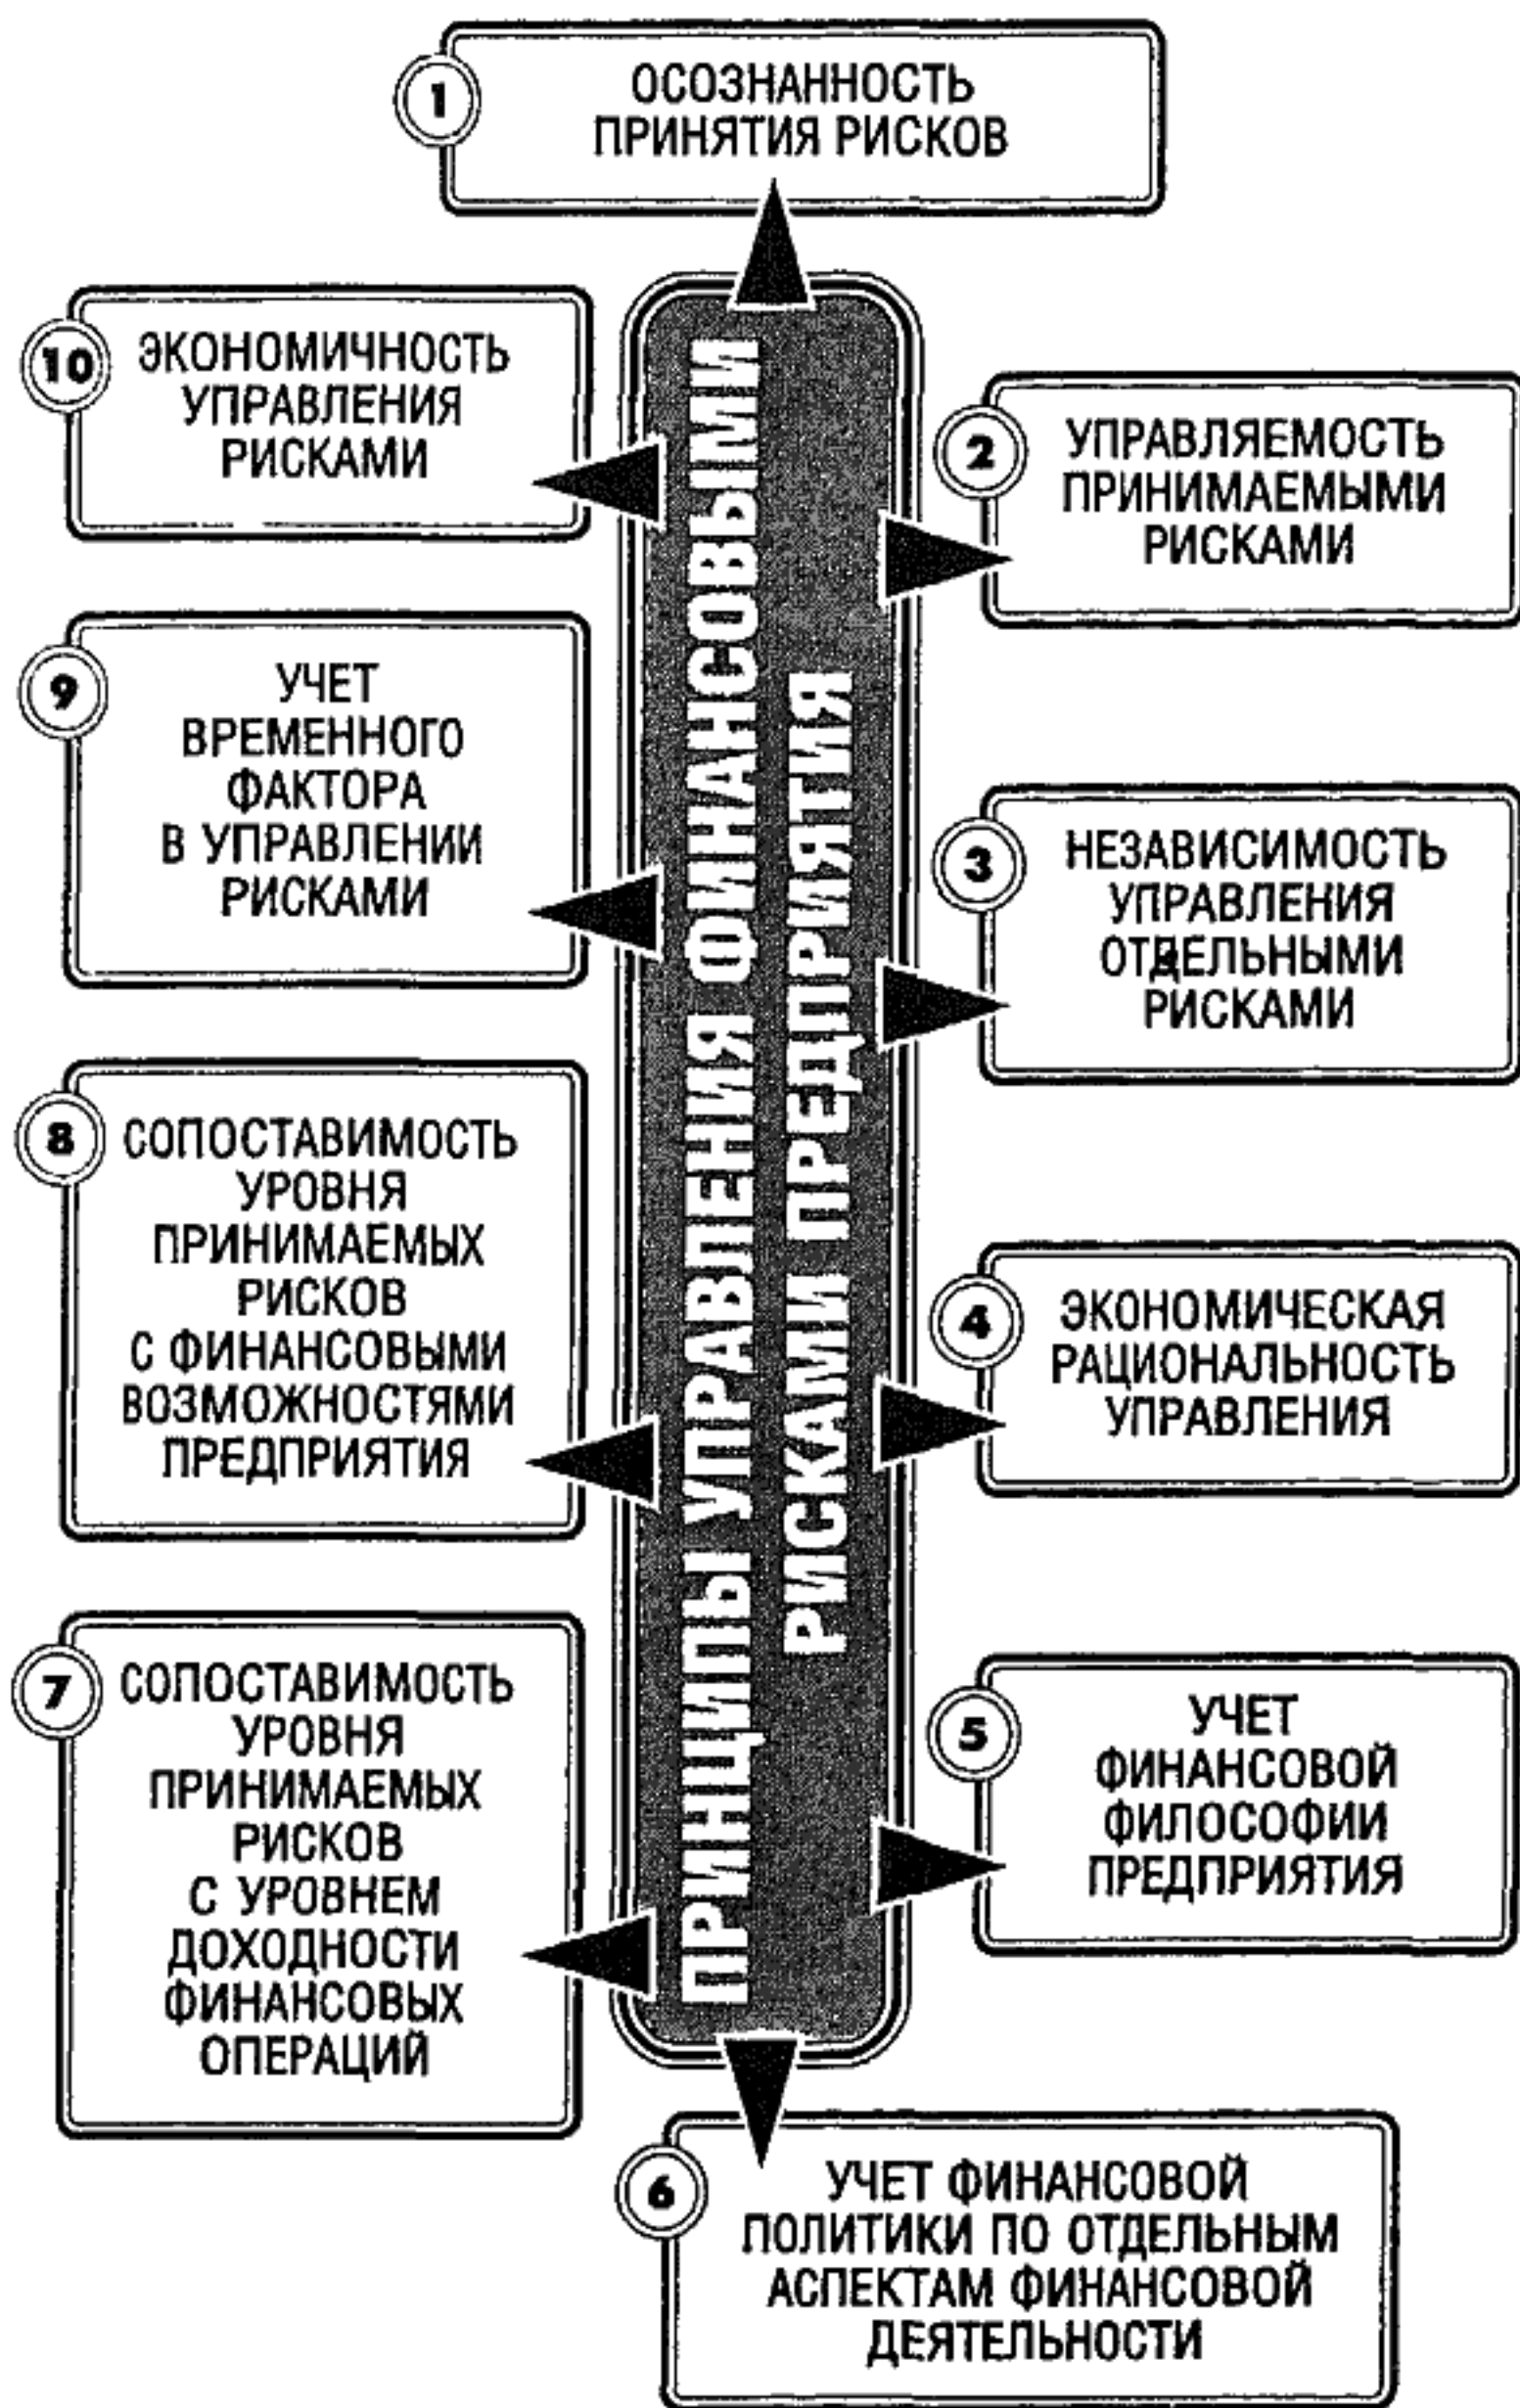 1
ОСОЗНАННОСТЬ
ПРИНЯТИЯ РИСКОВ
ПРИНЦИПЫ УПРАВЛЕНИЯ ФИНАНСОВЫМИ
РИСКАМИ ПРЕДПРИЯТИЯ
2
УПРАВЛЯЕМОСТЬ
ПРИНИМАЕМЫМИ
РИСКАМИ
3
НЕЗАВИСИМОСТЬ
УПРАВЛЕНИЯ
ОТДЕЛЬНЫМИ
РИСКАМИ
4
ЭКОНОМИЧЕСКАЯ
РАЦИОНАЛЬНОСТЬ
УПРАВЛЕНИЯ
5
УЧЕТ
ФИНАНСОВОЙ
ФИЛОСОФИИ
ПРЕДПРИЯТИЯ
6
УЧЕТ ФИНАНСОВОЙ
ПОЛИТИКИ ПО ОТДЕЛЬНЫМ
АСПЕКТАМ ФИНАНСОВОЙ
ДЕЯТЕЛЬНОСТИ
7
СОПОСТАВИМОСТЬ
УРОВНЯ
ПРИНИМАЕМЫХ
РИСКОВ
С УРОВНЕМ
ДОХОДНОСТИ
ФИНАНСОВЫХ
ОПЕРАЦИЙ
8
СОПОСТАВИМОСТЬ
УРОВНЯ
ПРИНИМАЕМЫХ
РИСКОВ
С ФИНАНСОВЫМИ
ВОЗМОЖНОСТЯМИ
ПРЕДПРИЯТИЯ
9
УЧЕТ
ВРЕМЕННОГО
ФАКТОРА
В УПРАВЛЕНИИ
РИСКАМИ
10
ЭКОНОМИЧНОСТЬ
УПРАВЛЕНИЯ
РИСКАМИ